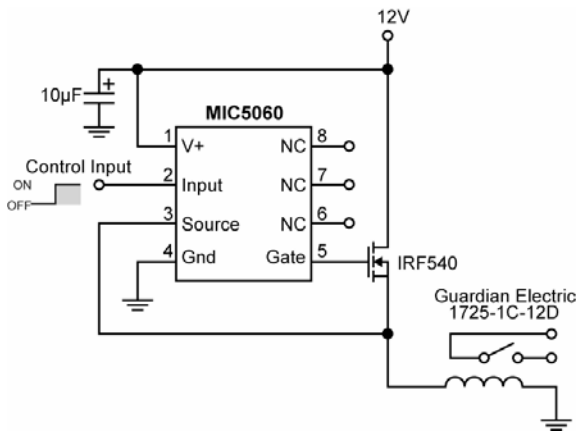 12V
10µF
+
MIC5060
1 V+ NC 8
Control Input
ON
OFF
2 Input NC 7
3 Source NC 6
4 Gnd Gate 5
IRF540
Guardian Electric
1725-1C-12D